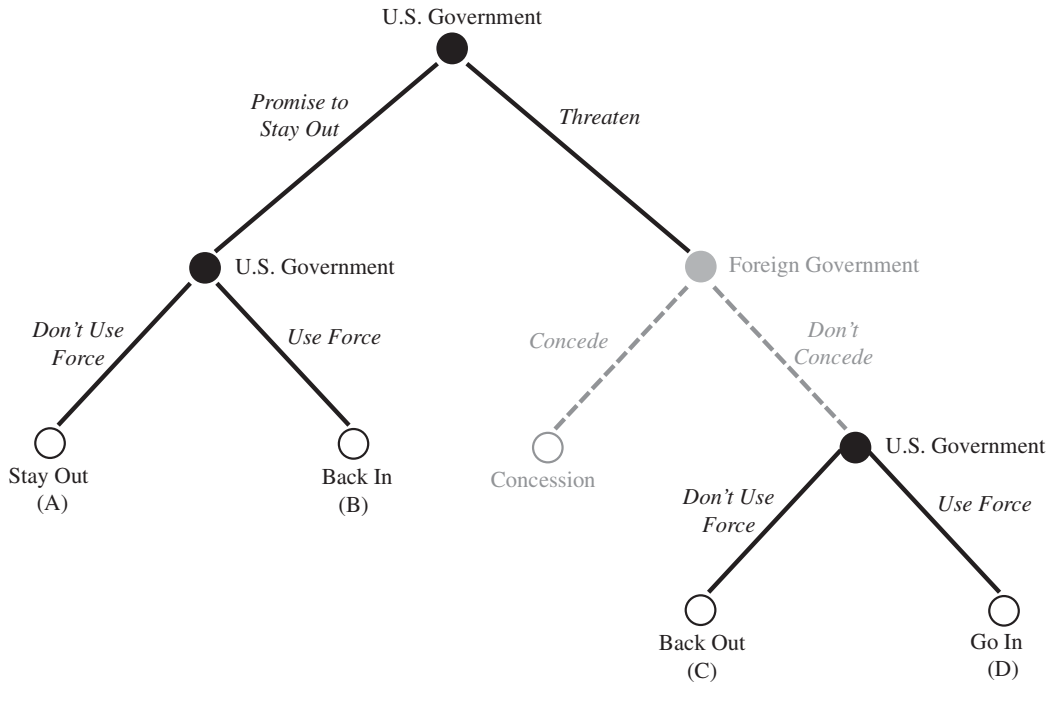 U.S. Government
Promise to
Stay Out
Threaten
U.S. Government
Foreign Government
Don’t Use
Force
Use Force
Concede
Don’t
Concede
Stay Out
(A)
Back In
(B)
Concession
U.S. Government
Don’t Use
Force
Use Force
Back Out
(C)
Go In
(D)